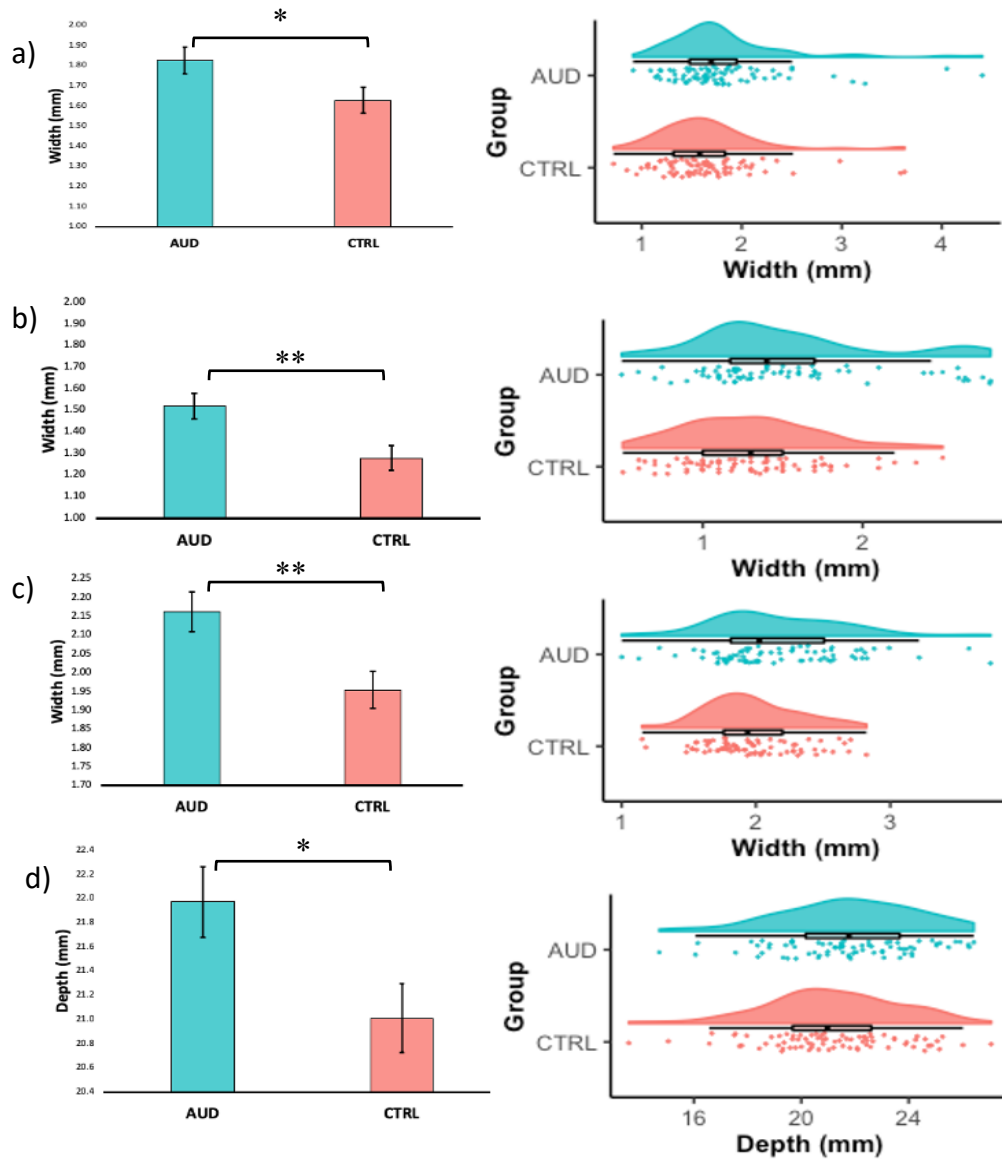 a)
*
2.00
1.90
1.80
1.70
1.60
1.50
1.40
1.30
1.20
1.10
1.00
Width (mm)
AUD CTRL
Group
AUD
CTRL
1 2 3 4
Width (mm)
b)
**
2.00
1.90
1.80
1.70
1.60
1.50
1.40
1.30
1.20
1.10
1.00
Width (mm)
AUD CTRL
Group
AUD
CTRL
1 2
Width (mm)
c)
**
2.25
2.20
2.15
2.10
2.05
2.00
1.95
1.90
1.85
1.80
1.75
1.70
Width (mm)
AUD CTRL
Group
AUD
CTRL
1 2 3
Width (mm)
d)
*
22.4
22.2
22.0
21.8
21.6
21.4
21.2
21.0
20.8
20.6
20.4
Depth (mm)
AUD CTRL
Group
AUD
CTRL
16 20 24
Depth (mm)